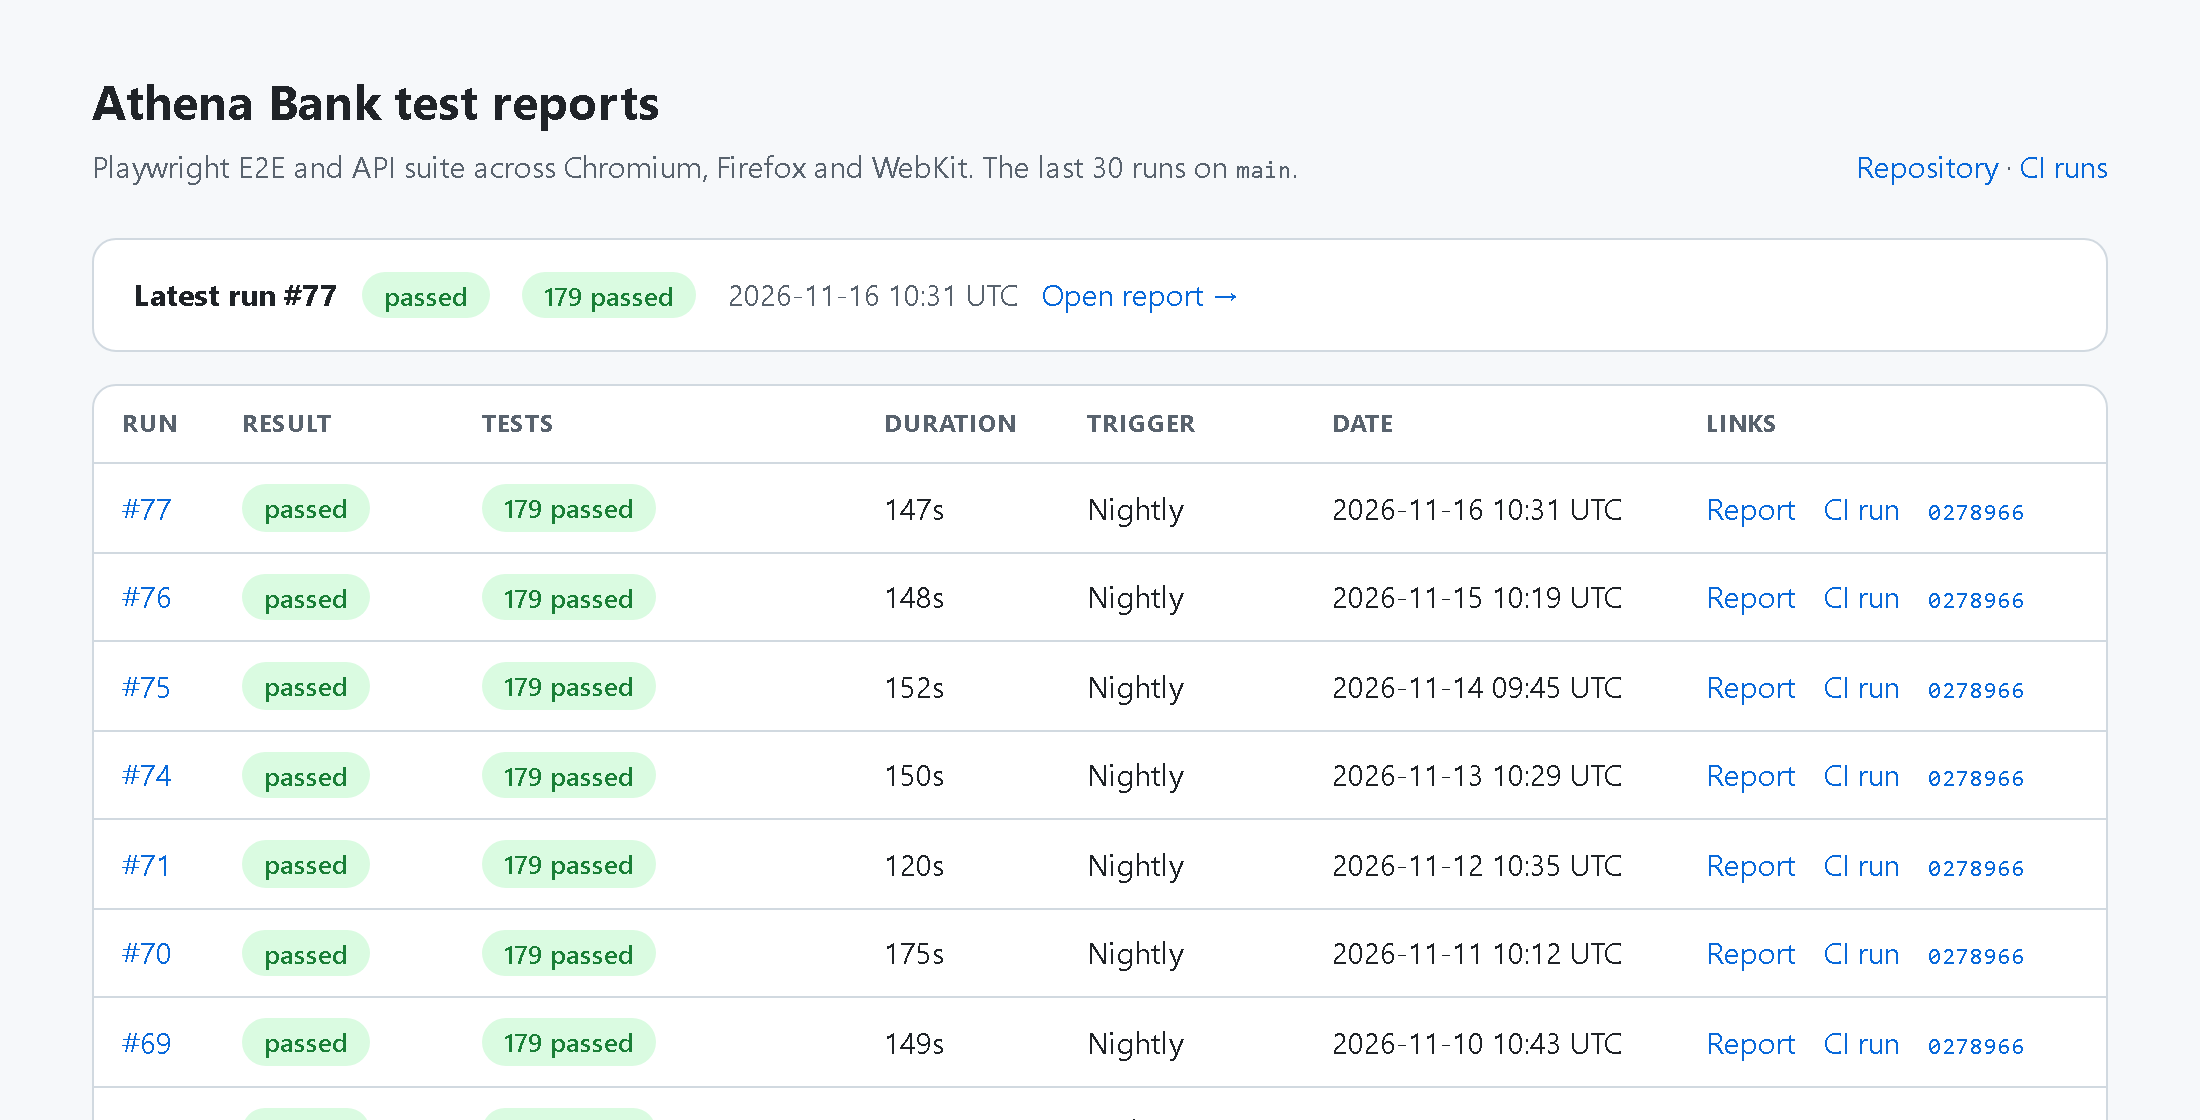 Athena Bank test reports
Playwright E2E and API suite across Chromium, Firefox and WebKit. The last 30 runs on main.
Repository · CI runs
Latest run #77 passed 179 passed 2026-11-16 10:31 UTC Open report →
RUN RESULT TESTS DURATION TRIGGER DATE LINKS
#77 passed 179 passed 147s Nightly 2026-11-16 10:31 UTC Report CI run 0278966
#76 passed 179 passed 148s Nightly 2026-11-15 10:19 UTC Report CI run 0278966
#75 passed 179 passed 152s Nightly 2026-11-14 09:45 UTC Report CI run 0278966
#74 passed 179 passed 150s Nightly 2026-11-13 10:29 UTC Report CI run 0278966
#71 passed 179 passed 120s Nightly 2026-11-12 10:35 UTC Report CI run 0278966
#70 passed 179 passed 175s Nightly 2026-11-11 10:12 UTC Report CI run 0278966
#69 passed 179 passed 149s Nightly 2026-11-10 10:43 UTC Report CI run 0278966